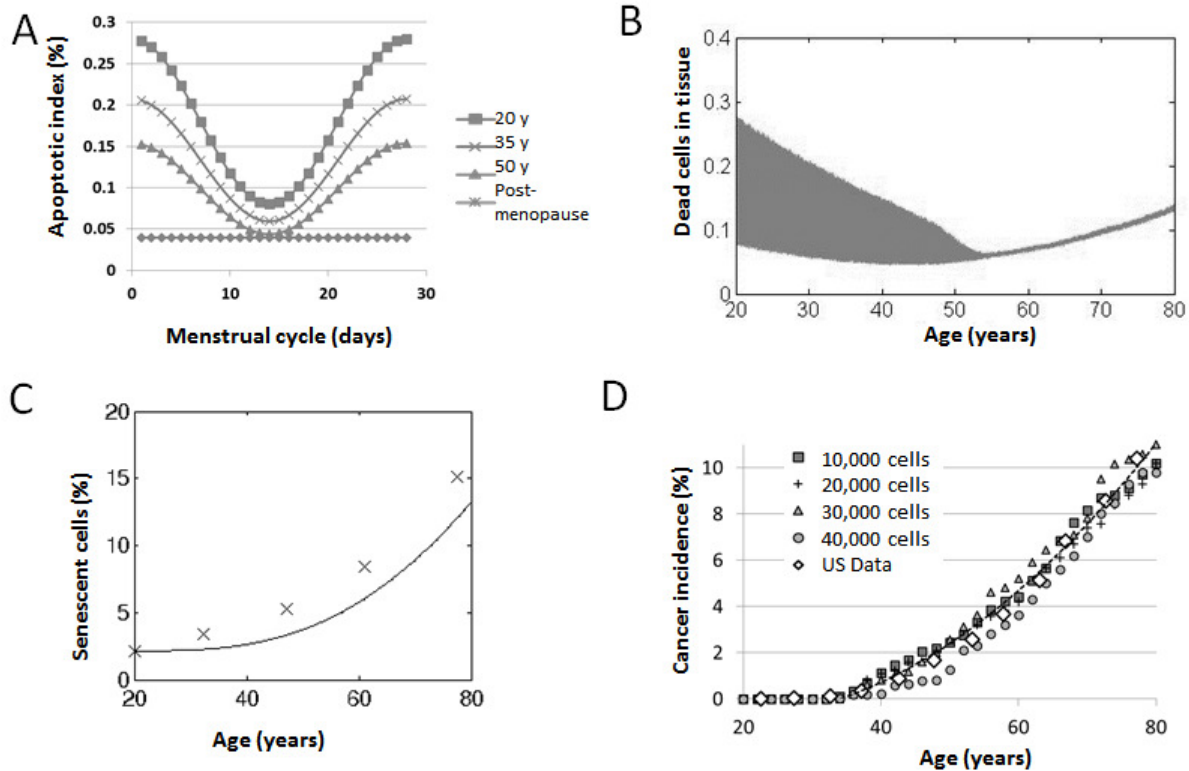 A
Apoptotic index (%)
0.3
0.25
0.2
0.15
0.1
0.05
0
0
10
20
30
Menstrual cycle (days)
20 y
35 y
50 y
Post-
menopause
B
Dead cells in tissue
0.4
0.3
0.2
0.1
0
20
30
40
50
60
70
80
Age (years)
C
Senescent cells (%)
20
15
10
5
0
20
40
60
80
Age (years)
D
Cancer incidence (%)
10
8
6
4
2
0
20
40
60
80
Age (years)
10,000 cells
20,000 cells
30,000 cells
40,000 cells
US Data